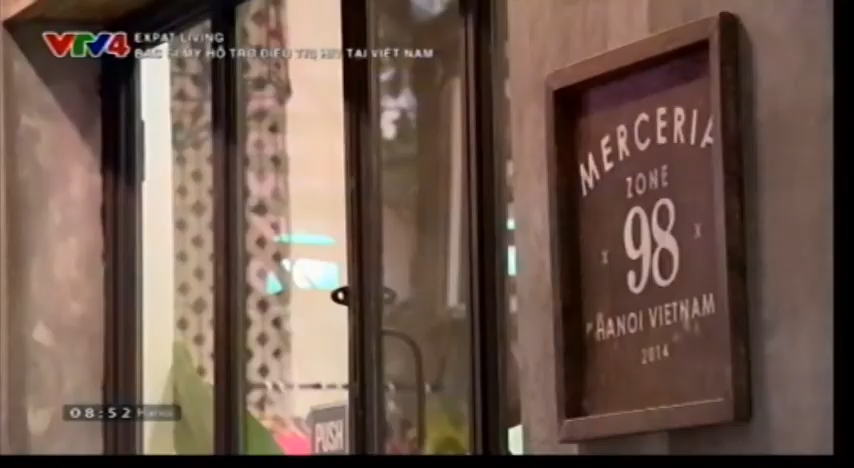 VTV4
EXPAT LIVING
BÁC SĨ MỸ HỖ TRỢ ĐIỀU TRỊ HIV TẠI VIỆT NAM
MERCERIA
ZONE
x 98 x
HANOI VIETNAM
2014
PUSH
08:52 Hanoi